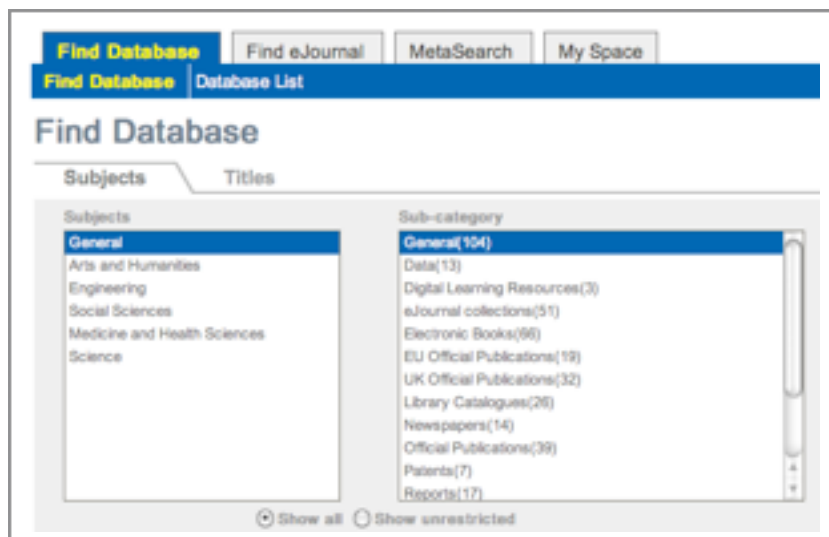 Find Database Find eJournal MetaSearch My Space
Find Database Database List
Find Database
Subjects Titles
Subjects Sub-category
General
Arts and Humanities
Engineering
Social Sciences
Medicine and Health Sciences
Science
General(104)
Data(13)
Digital Learning Resources(3)
eJournal collections(51)
Electronic Books(66)
EU Official Publications(19)
UK Official Publications(32)
Library Catalogues(26)
Newspapers(14)
Official Publications(39)
Patents(7)
Reports(17)
Show all Show unrestricted